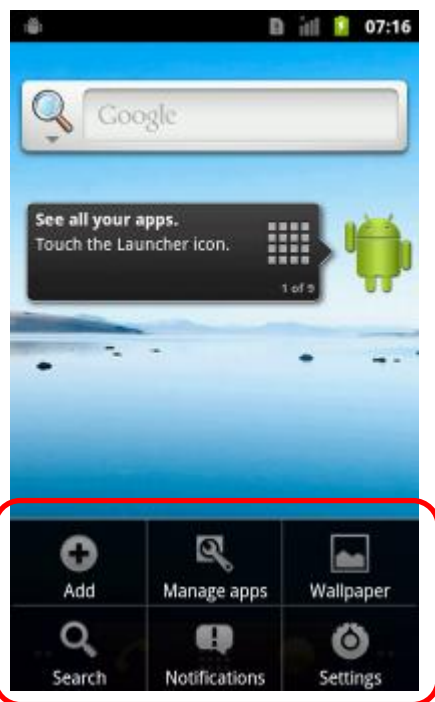 07:16
Google
See all your apps.
Touch the Launcher icon.
1 of 9
Add
Manage apps
Wallpaper
Search
Notifications
Settings